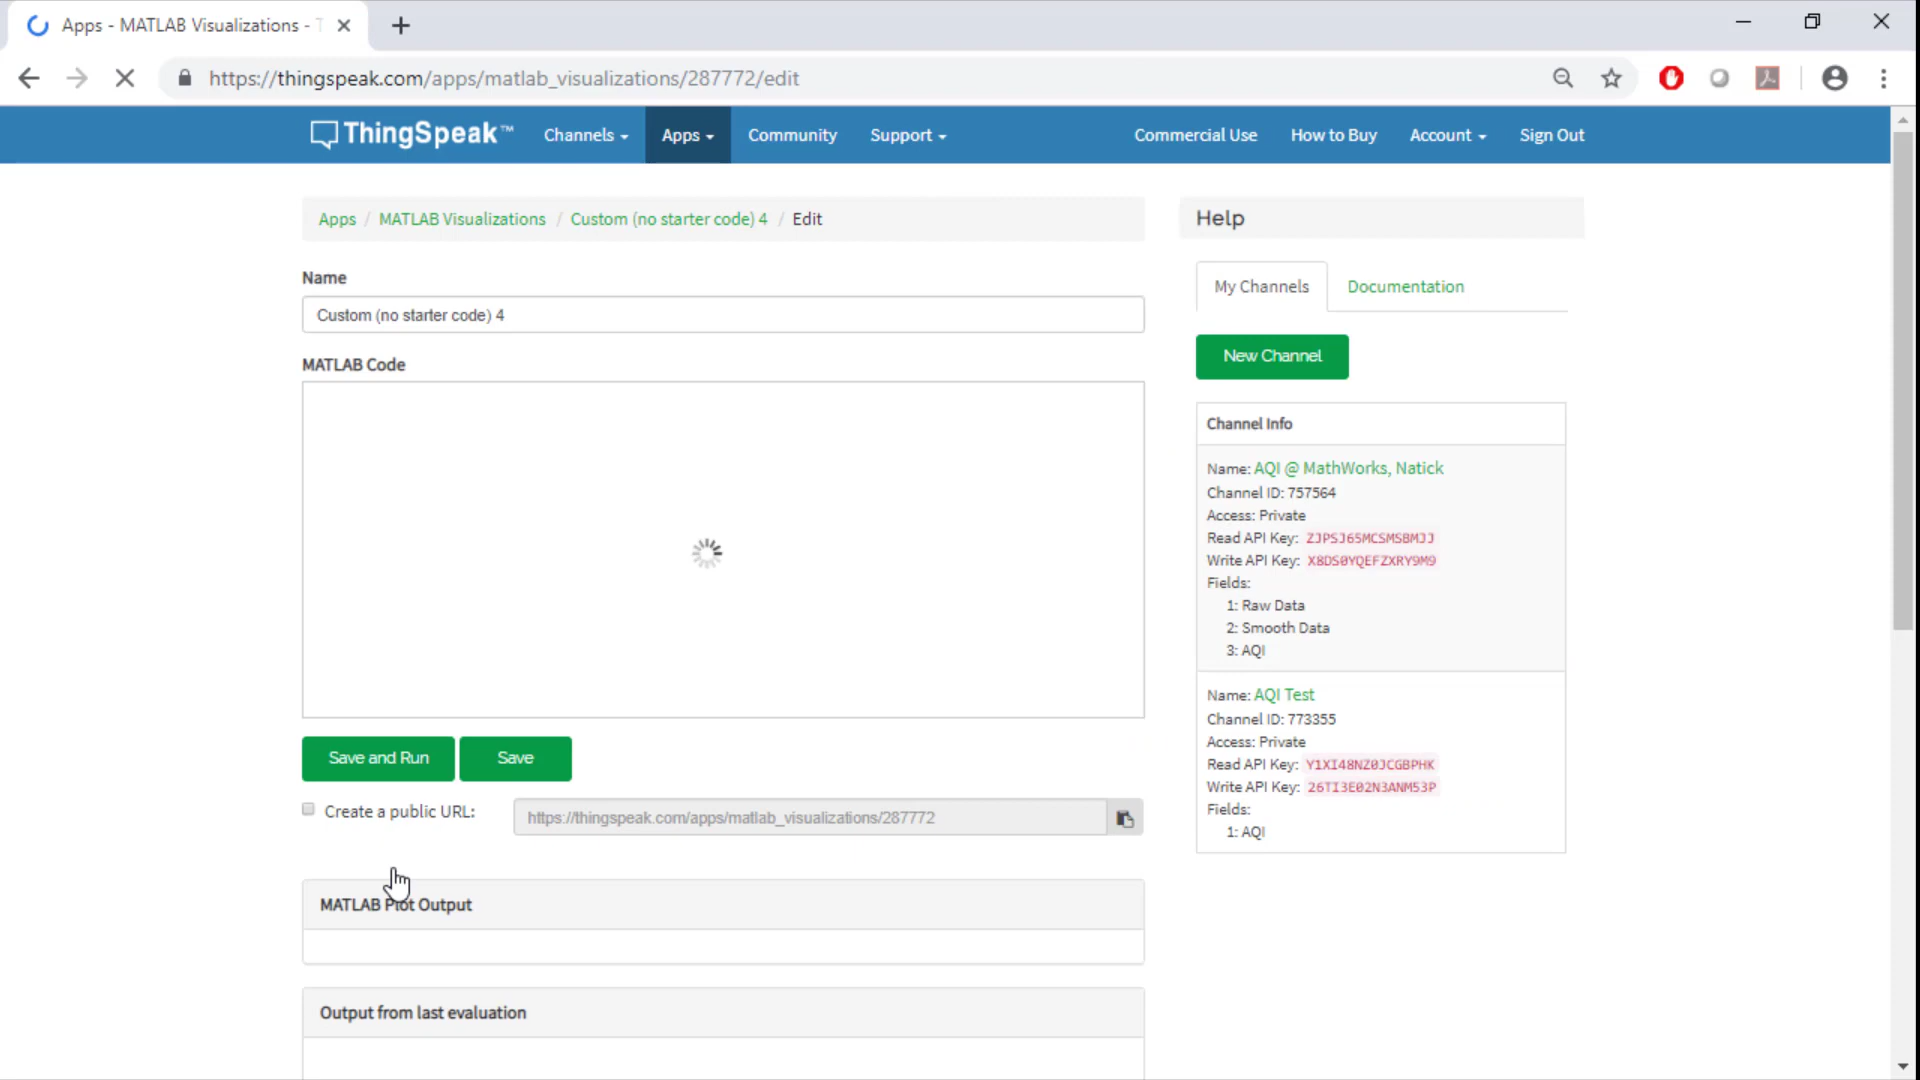 Apps - MATLAB Visualizations -
https://thingspeak.com/apps/matlab_visualizations/287772/edit
ThingSpeak™ Channels Apps Community Support Commercial Use How to Buy Account Sign Out
Apps / MATLAB Visualizations / Custom (no starter code) 4 / Edit
Help
Name
Custom (no starter code) 4
My Channels Documentation
New Channel
MATLAB Code
Channel Info
Name: AQI @ MathWorks, Natick
Channel ID: 757564
Access: Private
Read API Key: ZJPSJ65MCSMSBMJJ
Write API Key: X8DS0YQEFZXRY9M9
Fields:
1: Raw Data
2: Smooth Data
3: AQI
Name: AQI Test
Channel ID: 773355
Access: Private
Read API Key: Y1XI48NZ0JCGBPHK
Write API Key: 26TI3E02N3ANM53P
Fields:
1: AQI
Save and Run Save
Create a public URL: https://thingspeak.com/apps/matlab_visualizations/287772
MATLAB Plot Output
Output from last evaluation